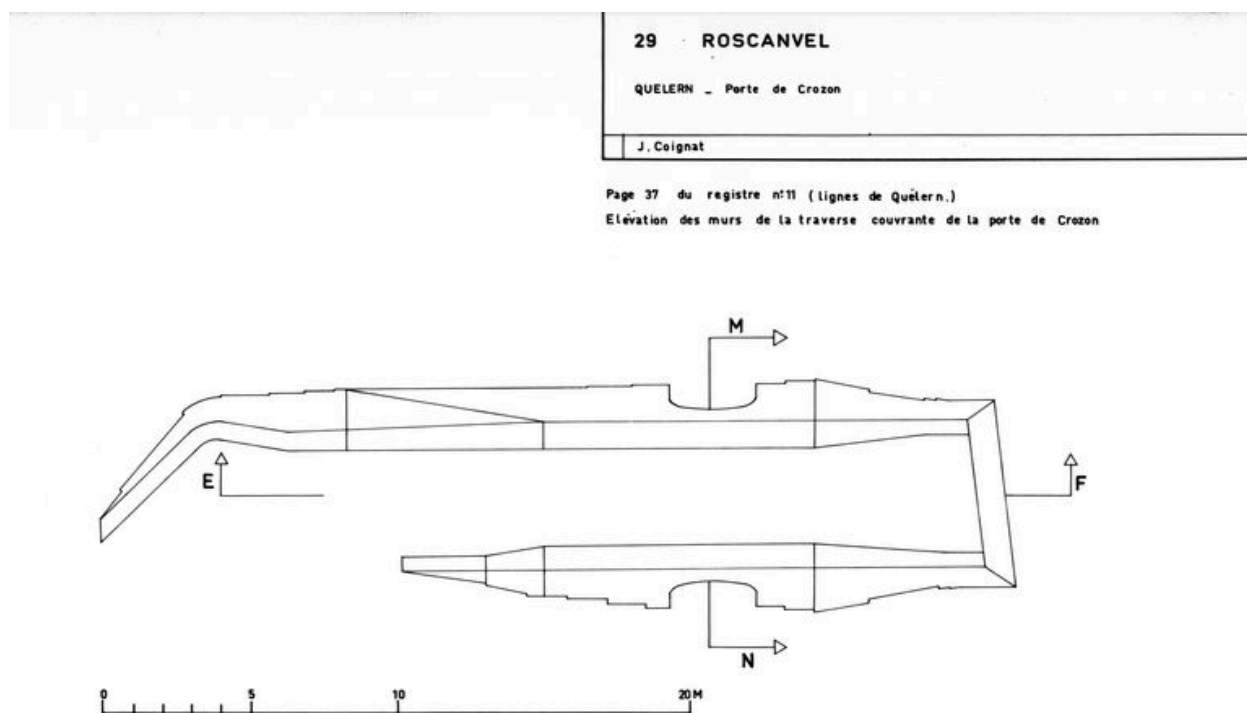 29 ROSCANVEL
QUELERN _ Porte de Crozon
J. Coignat
Page 37 du registre n°11 (lignes de Quélern.)
Elévation des murs de la traverse couvrante de la porte de Crozon
M
E
F
N
0 5 10 20M